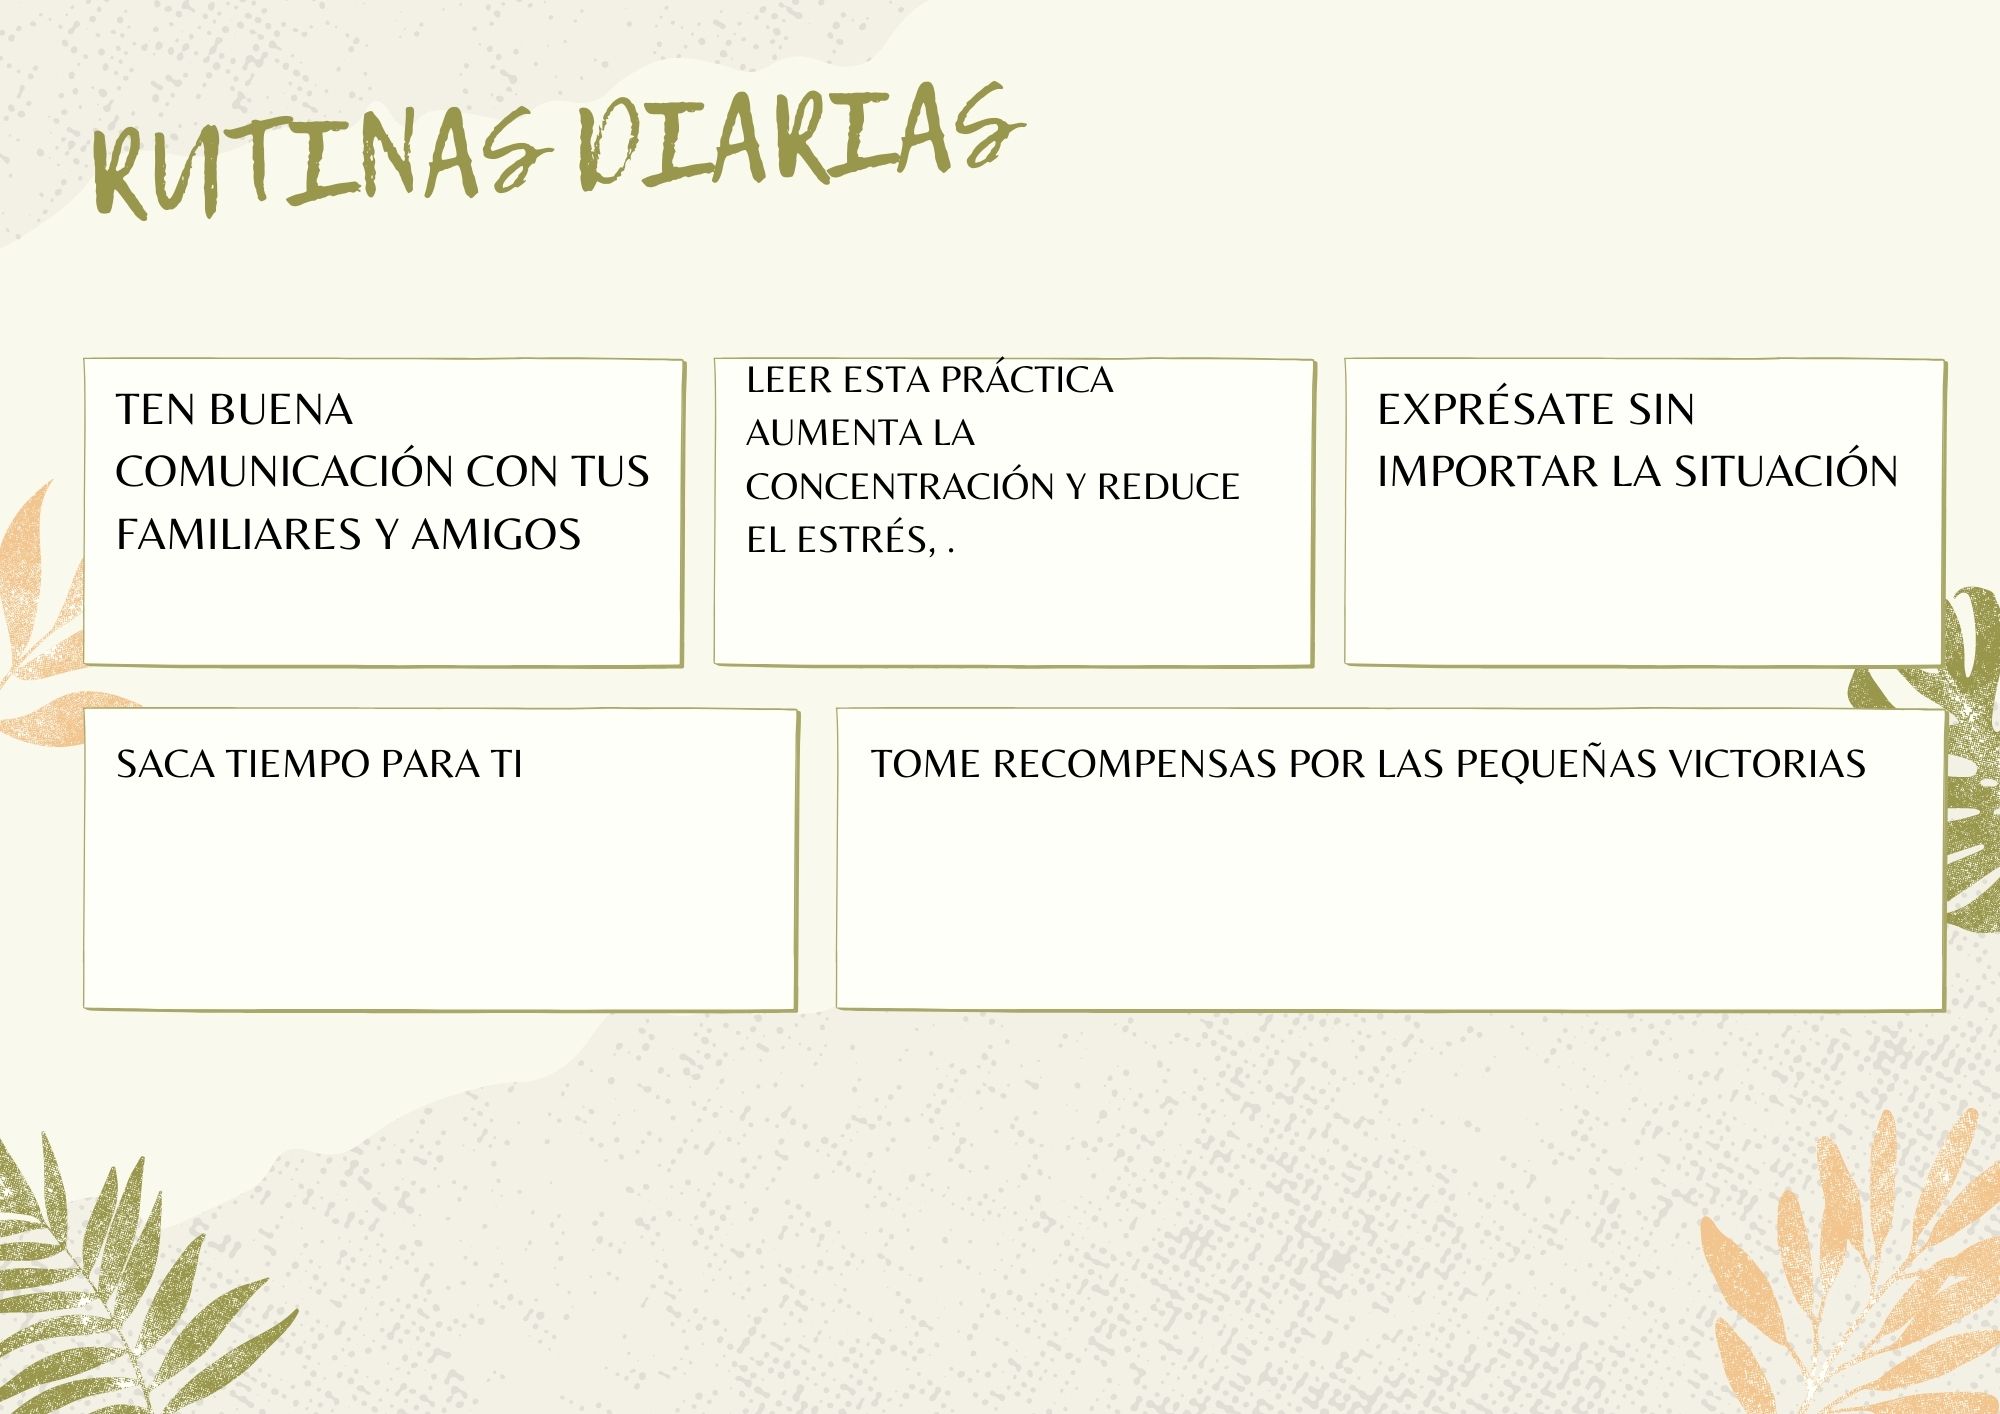 RUTINAS DIARIAS
TEN BUENA
COMUNICACIÓN CON TUS
FAMILIARES Y AMIGOS
LEER ESTA PRÁCTICA
AUMENTA LA
CONCENTRACIÓN Y REDUCE
EL ESTRÉS, .
EXPRÉSATE SIN
IMPORTAR LA SITUACIÓN
SACA TIEMPO PARA TI
TOME RECOMPENSAS POR LAS PEQUEÑAS VICTORIAS